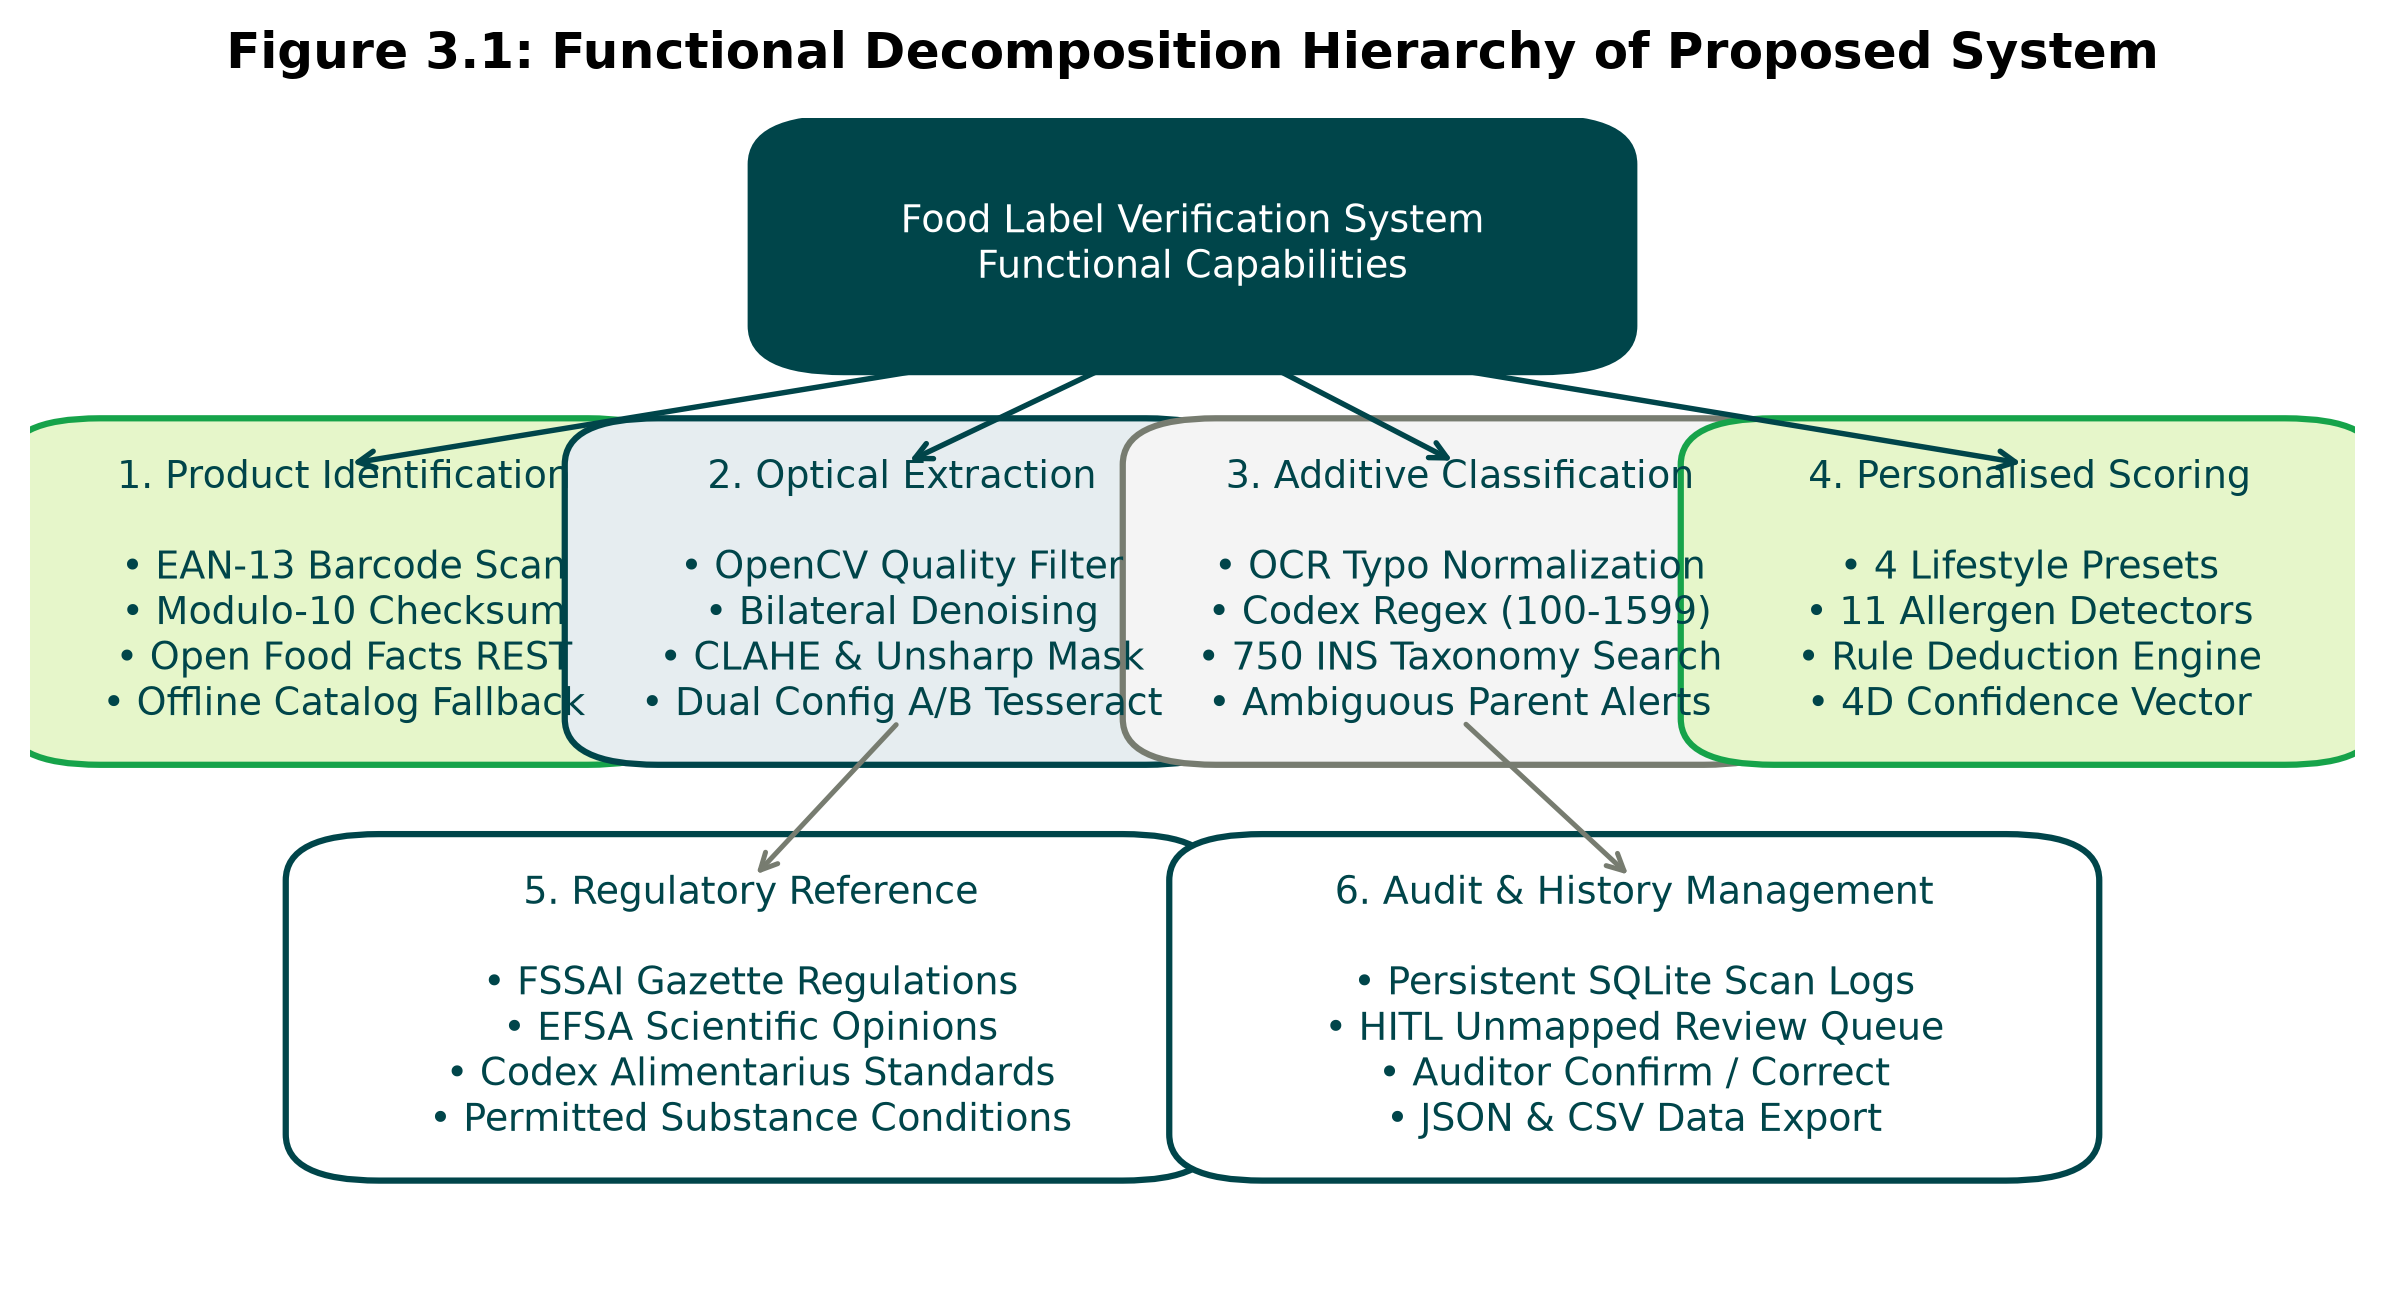 Figure 3.1: Functional Decomposition Hierarchy of Proposed System
Food Label Verification System
Functional Capabilities
1. Product Identification
• EAN-13 Barcode Scan
• Modulo-10 Checksum
• Open Food Facts REST
• Offline Catalog Fallback
2. Optical Extraction
• OpenCV Quality Filter
• Bilateral Denoising
• CLAHE & Unsharp Mask
• Dual Config A/B Tesseract
3. Additive Classification
• OCR Typo Normalization
• Codex Regex (100-1599)
• 750 INS Taxonomy Search
• Ambiguous Parent Alerts
4. Personalised Scoring
• 4 Lifestyle Presets
• 11 Allergen Detectors
• Rule Deduction Engine
• 4D Confidence Vector
5. Regulatory Reference
• FSSAI Gazette Regulations
• EFSA Scientific Opinions
• Codex Alimentarius Standards
• Permitted Substance Conditions
6. Audit & History Management
• Persistent SQLite Scan Logs
• HITL Unmapped Review Queue
• Auditor Confirm / Correct
• JSON & CSV Data Export